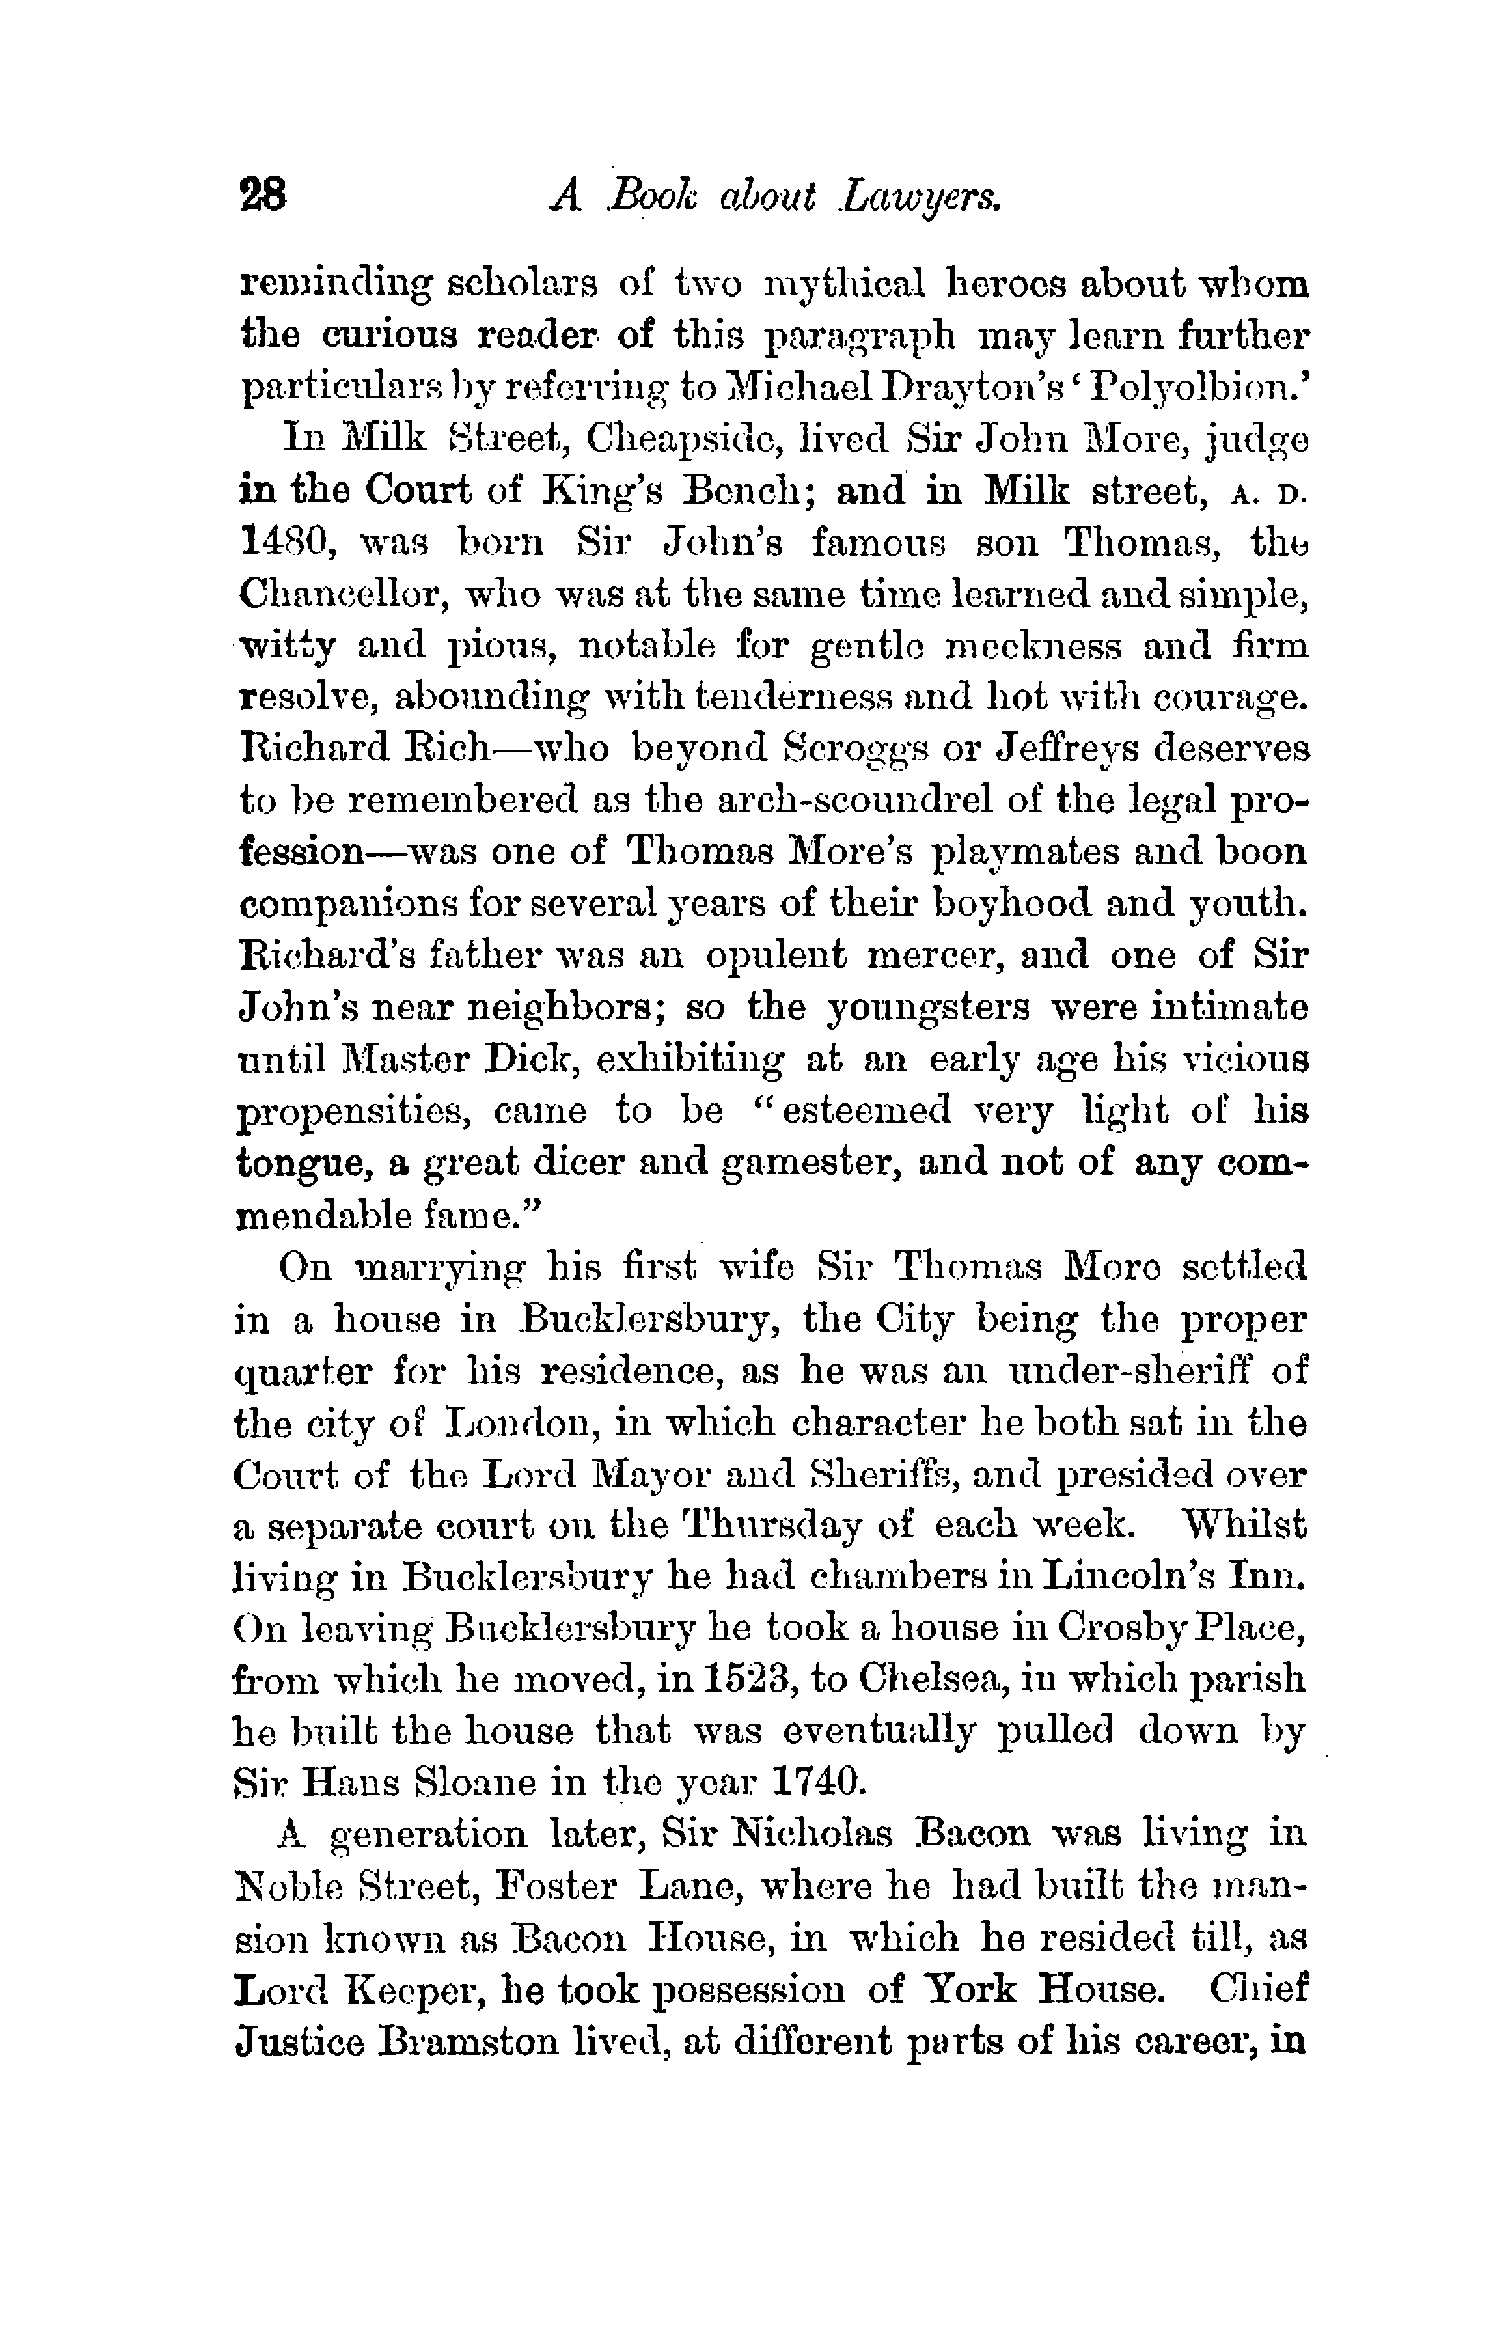 28 A Book about Lawyers.
reminding scholars of two mythical heroes about whom
the curious reader of this paragraph may learn further
particulars by referring to Michael Drayton's 'Polyolbion.'
In Milk Street, Cheapside, lived Sir John More, judge
in the Court of King's Bench; and in Milk street, A. D.
1480, was born Sir John's famous son Thomas, the
Chancellor, who was at the same time learned and simple,
witty and pious, notable for gentle meekness and firm
resolve, abounding with tenderness and hot with courage.
Richard Rich—who beyond Scroggs or Jeffreys deserves
to be remembered as the arch-scoundrel of the legal pro-
fession—was one of Thomas More's playmates and boon
companions for several years of their boyhood and youth.
Richard's father was an opulent mercer, and one of Sir
John's near neighbors; so the youngsters were intimate
until Master Dick, exhibiting at an early age his vicious
propensities, came to be "esteemed very light of his
tongue, a great dicer and gamester, and not of any com-
mendable fame."
On marrying his first wife Sir Thomas More settled
in a house in Bucklersbury, the City being the proper
quarter for his residence, as he was an under-sheriff of
the city of London, in which character he both sat in the
Court of the Lord Mayor and Sheriffs, and presided over
a separate court on the Thursday of each week. Whilst
living in Bucklersbury he had chambers in Lincoln's Inn.
On leaving Bucklersbury he took a house in Crosby Place,
from which he moved, in 1523, to Chelsea, in which parish
he built the house that was eventually pulled down by
Sir Hans Sloane in the year 1740.
A generation later, Sir Nicholas Bacon was living in
Noble Street, Foster Lane, where he had built the man-
sion known as Bacon House, in which he resided till, as
Lord Keeper, he took possession of York House. Chief
Justice Bramston lived, at different parts of his career, in